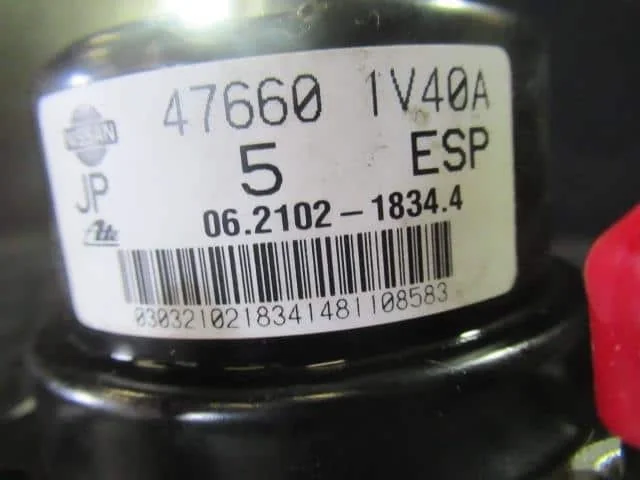 NISSAN
47660 1V40A
JP 5 ESP
Ate
06.2102-1834.4
0303210218341481108583